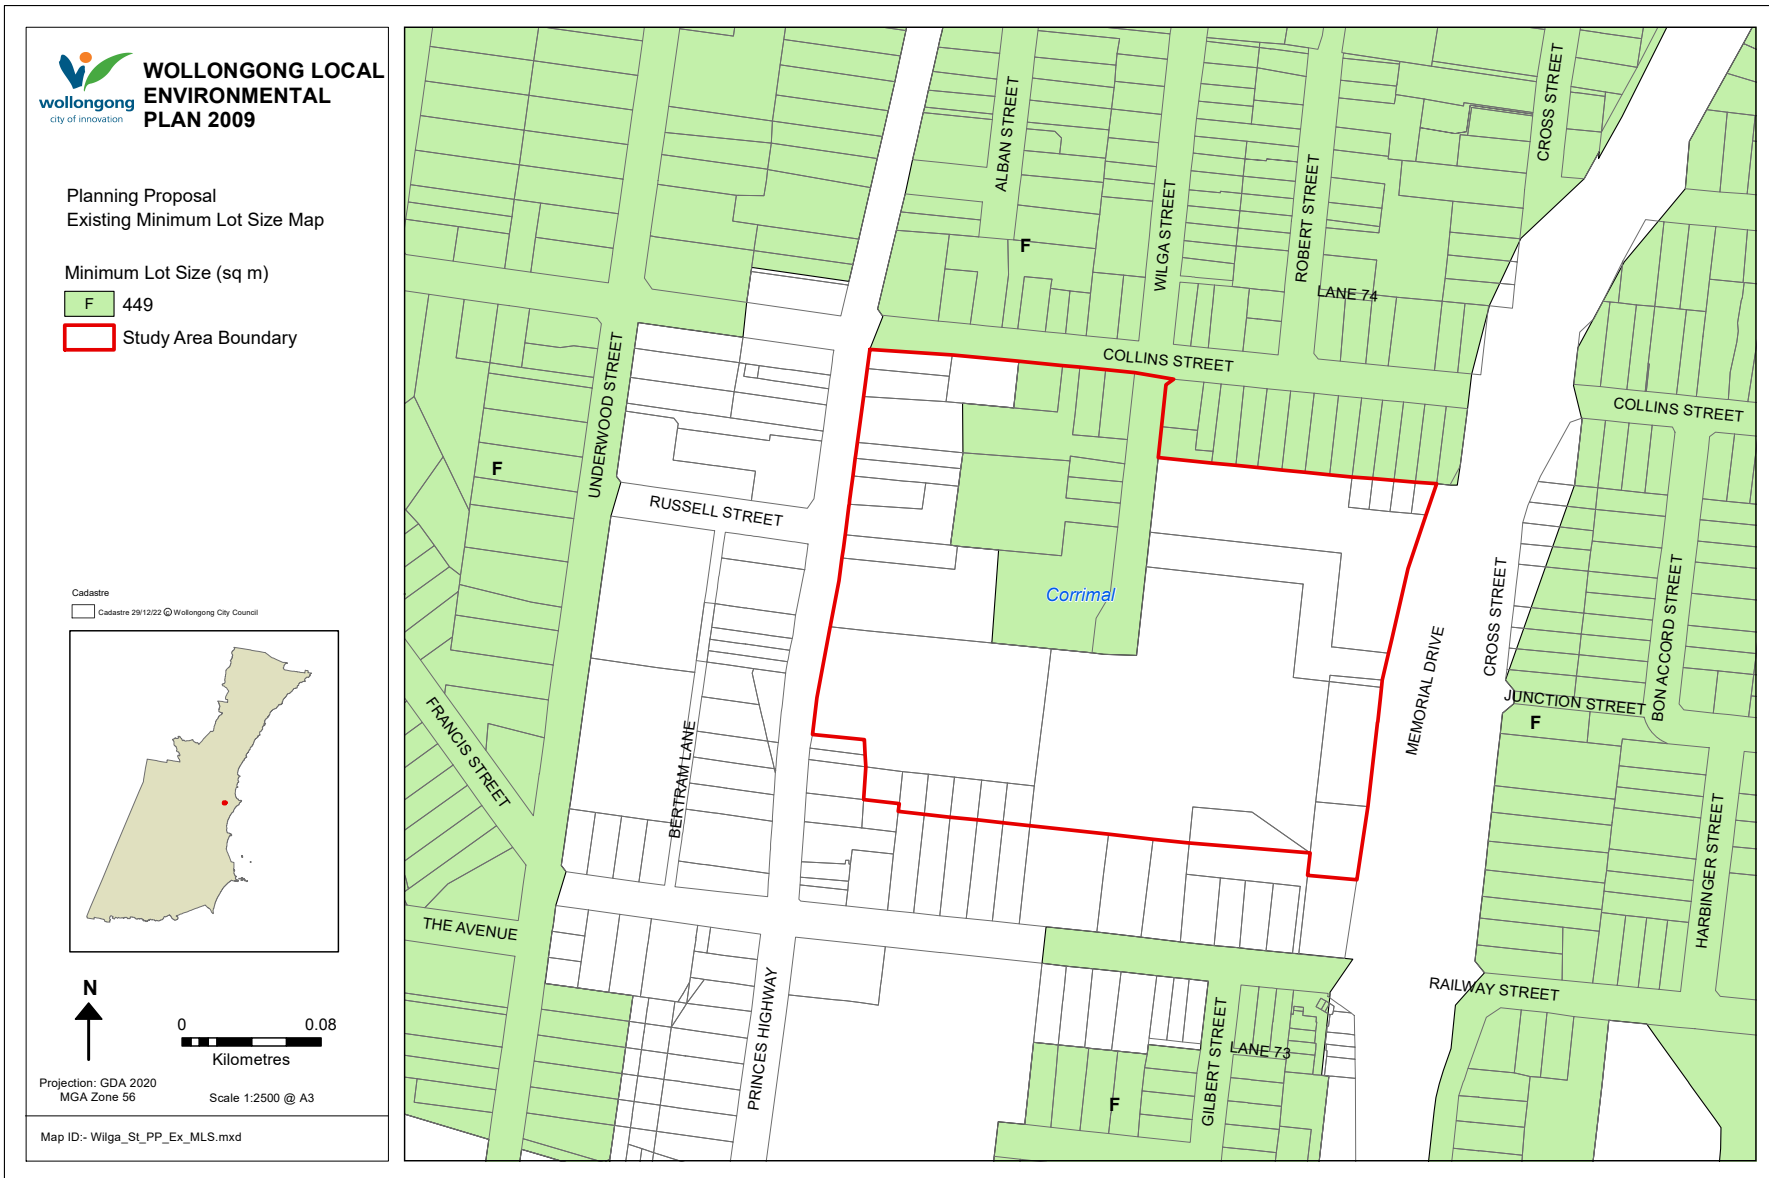 wollongong
city of innovation
WOLLONGONG LOCAL
ENVIRONMENTAL
PLAN 2009
Planning Proposal
Existing Minimum Lot Size Map
Minimum Lot Size (sq m)
F 449
Study Area Boundary
Cadastre
Cadastre 29/12/22 © Wollongong City Council
N
0 0.08
Kilometres
Projection: GDA 2020
MGA Zone 56
Scale 1:2500 @ A3
Map ID:- Wilga_St_PP_Ex_MLS.mxd
ALBAN STREET
WILGA STREET
ROBERT STREET
CROSS STREET
F
LANE 74
COLLINS STREET
COLLINS STREET
UNDERWOOD STREET
F
RUSSELL STREET
Corrimal
MEMORIAL DRIVE
CROSS STREET
BON ACCORD STREET
JUNCTION STREET
F
FRANCIS STREET
BERTRAM LANE
HARBINGER STREET
THE AVENUE
PRINCES HIGHWAY
RAILWAY STREET
GILBERT STREET
LANE 73
F